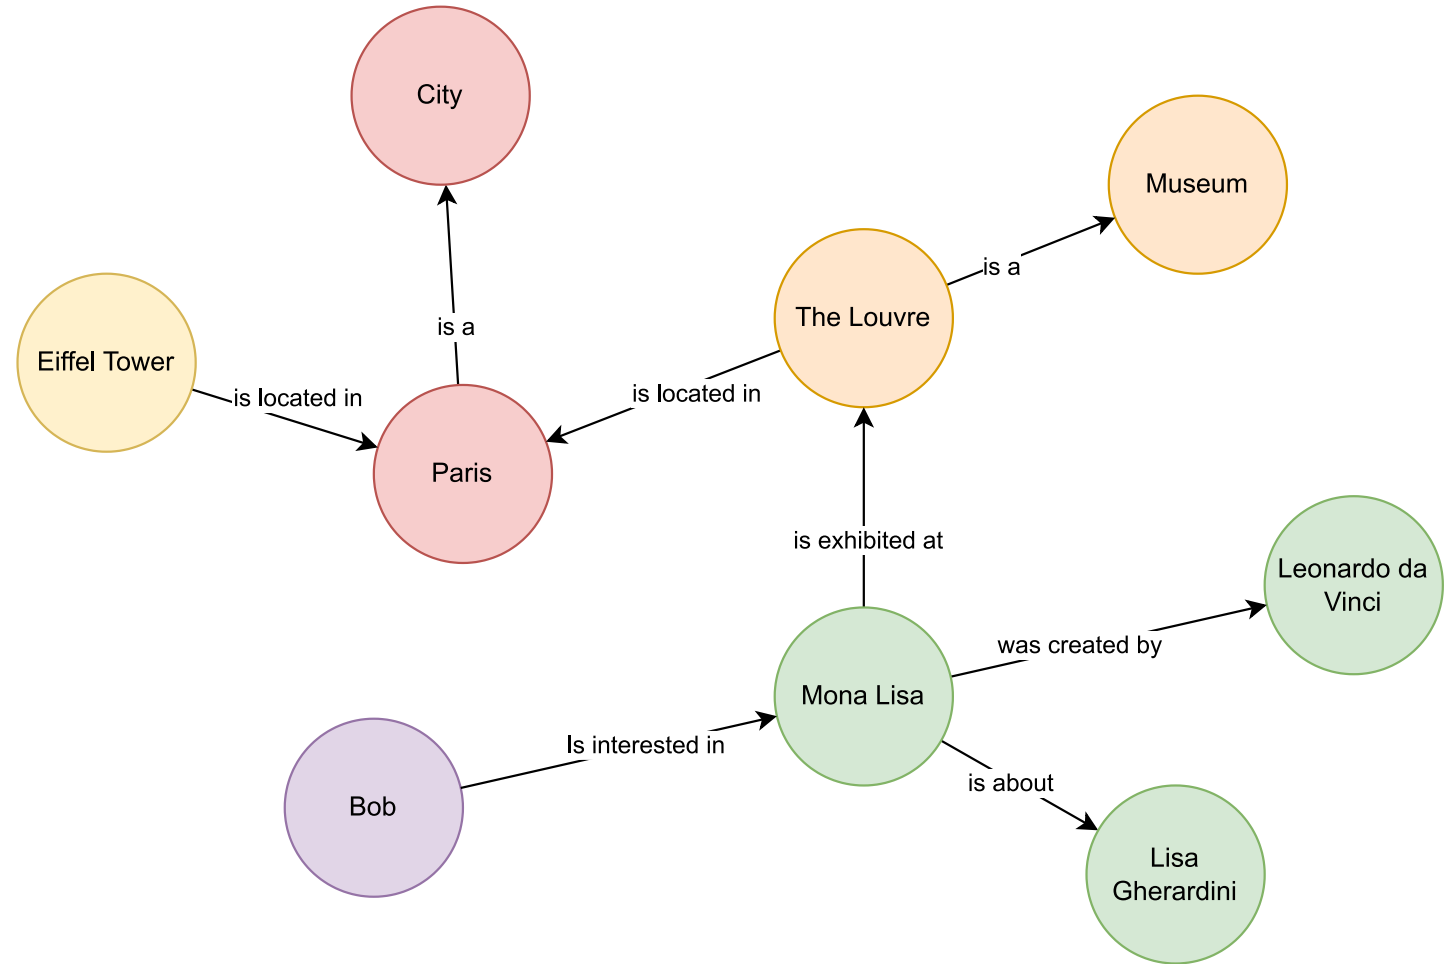 City
Museum
is a
The Louvre
is a
Eiffel Tower
is located in
is located in
Paris
is exhibited at
Leonardo da
Vinci
was created by
Mona Lisa
Is interested in
is about
Bob
Lisa
Gherardini